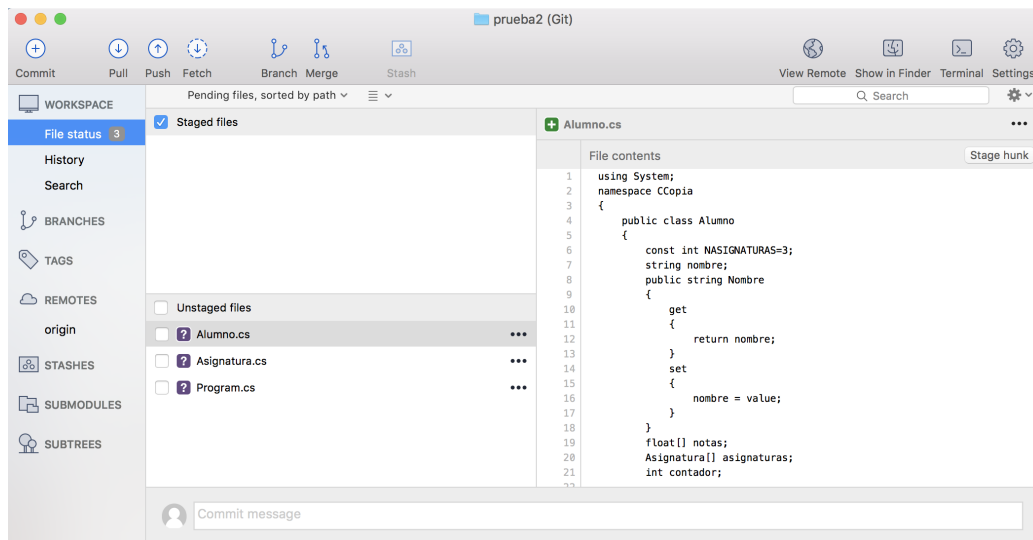 prueba2 (Git)
Commit Pull Push Fetch Branch Merge Stash View Remote Show in Finder Terminal Settings
WORKSPACE
File status 3
History
Search
BRANCHES
TAGS
REMOTES
origin
STASHES
SUBMODULES
SUBTREES
Pending files, sorted by path
Search
Staged files
Unstaged files
? Alumno.cs
? Asignatura.cs
? Program.cs
Alumno.cs
File contents Stage hunk
1 using System;
2 namespace CCopia
3 {
4 public class Alumno
5 {
6 const int NASIGNATURAS=3;
7 string nombre;
8 public string Nombre
9 {
10 get
11 {
12 return nombre;
13 }
14 set
15 {
16 nombre = value;
17 }
18 }
19 float[] notas;
20 Asignatura[] asignaturas;
21 int contador;
Commit message